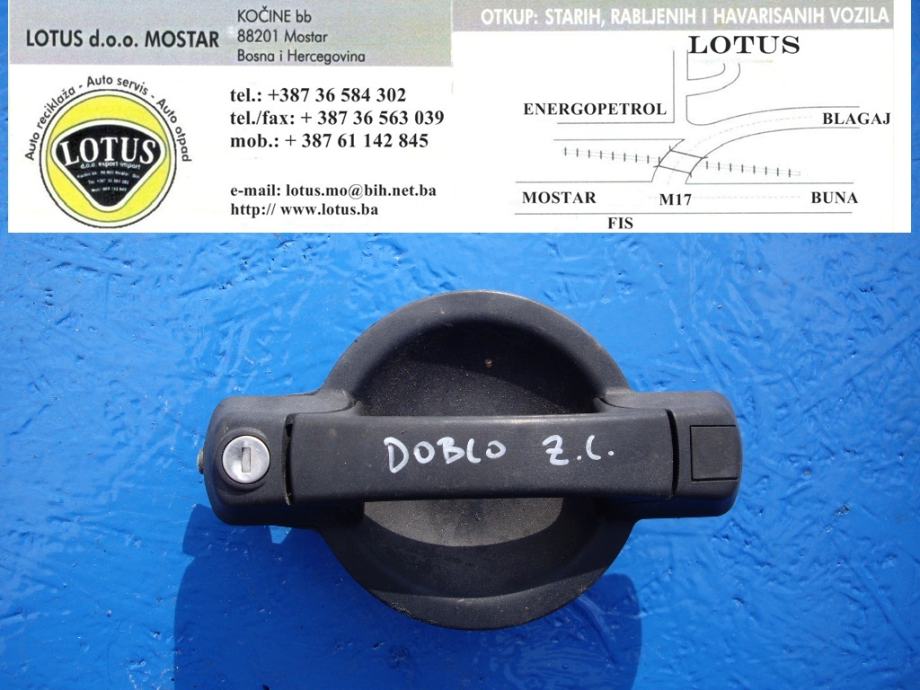 LOTUS d.o.o. MOSTAR
KOČINE bb
88201 Mostar
Bosna i Hercegovina
Auto reciklaža - Auto servis - Auto otpad
LOTUS
d.o.o. export-import
tel.: +387 36 584 302
tel./fax: + 387 36 563 039
mob.: + 387 61 142 845
e-mail: lotus.mo@bih.net.ba
http// www.lotus.ba
OTKUP: STARIH, RABLJENIH I HAVARISANIH VOZILA
LOTUS
ENERGOPETROL
BLAGAJ
MOSTAR
M17
BUNA
FIS
DOBLO Z.L.